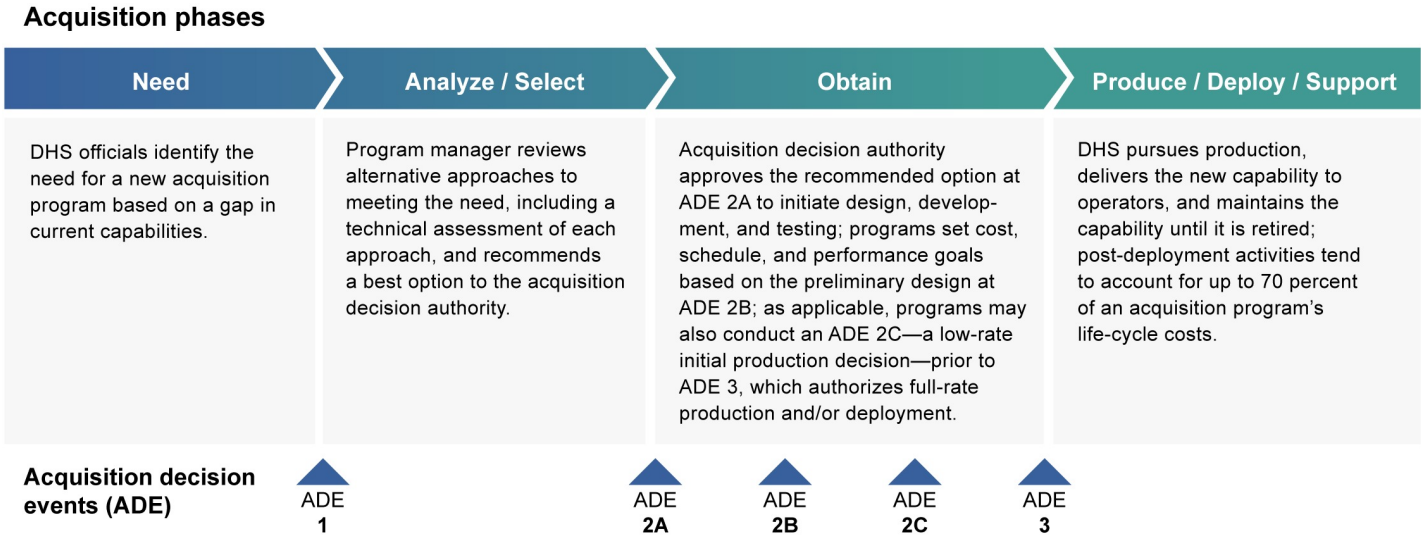 Acquisition phases
Need
Analyze / Select
Obtain
Produce / Deploy / Support
DHS officials identify the
need for a new acquisition
program based on a gap in
current capabilities.
Program manager reviews
alternative approaches to
meeting the need, including a
technical assessment of each
approach, and recommends
a best option to the acquisition
decision authority.
Acquisition decision authority
approves the recommended option at
ADE 2A to initiate design, develop-
ment, and testing; programs set cost,
schedule, and performance goals
based on the preliminary design at
ADE 2B; as applicable, programs may
also conduct an ADE 2C—a low-rate
initial production decision—prior to
ADE 3, which authorizes full-rate
production and/or deployment.
DHS pursues production,
delivers the new capability to
operators, and maintains the
capability until it is retired;
post-deployment activities tend
to account for up to 70 percent
of an acquisition program’s
life-cycle costs.
Acquisition decision
events (ADE)
ADE
1
ADE
2A
ADE
2B
ADE
2C
ADE
3